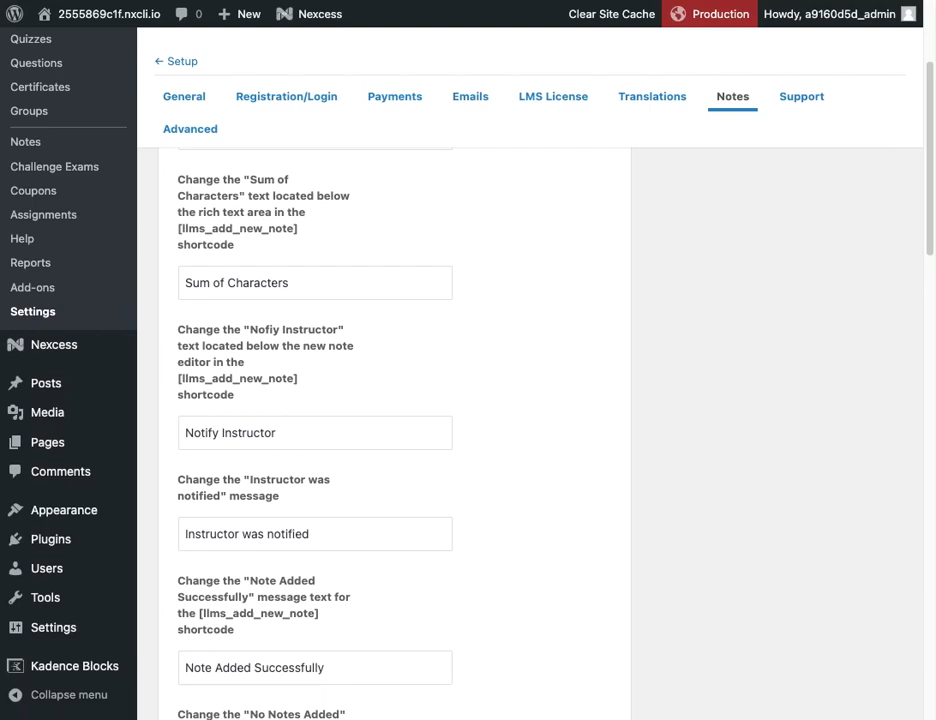 2555869c1f.nxcli.io 0 New Nexcess Clear Site Cache Production Howdy, a9160d5d_admin
Quizzes
Questions
Certificates
Groups
Notes
Challenge Exams
Coupons
Assignments
Help
Reports
Add-ons
Settings
Nexcess
Posts
Media
Pages
Comments
Appearance
Plugins
Users
Tools
Settings
Kadence Blocks
Collapse menu
← Setup
General Registration/Login Payments Emails LMS License Translations Notes Support
Advanced
Change the "Sum of
Characters" text located below
the rich text area in the
[llms_add_new_note]
shortcode
Sum of Characters
Change the "Nofiy Instructor"
text located below the new note
editor in the
[llms_add_new_note]
shortcode
Notify Instructor
Change the "Instructor was
notified" message
Instructor was notified
Change the "Note Added
Successfully" message text for
the [llms_add_new_note]
shortcode
Note Added Successfully
Change the "No Notes Added"